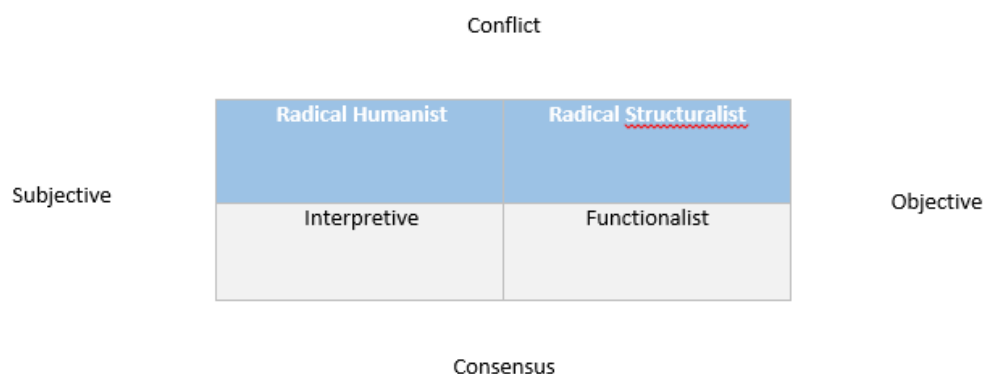 Conflict
Radical Humanist
Radical Structuralist
Subjective
Objective
Interpretive
Functionalist
Consensus